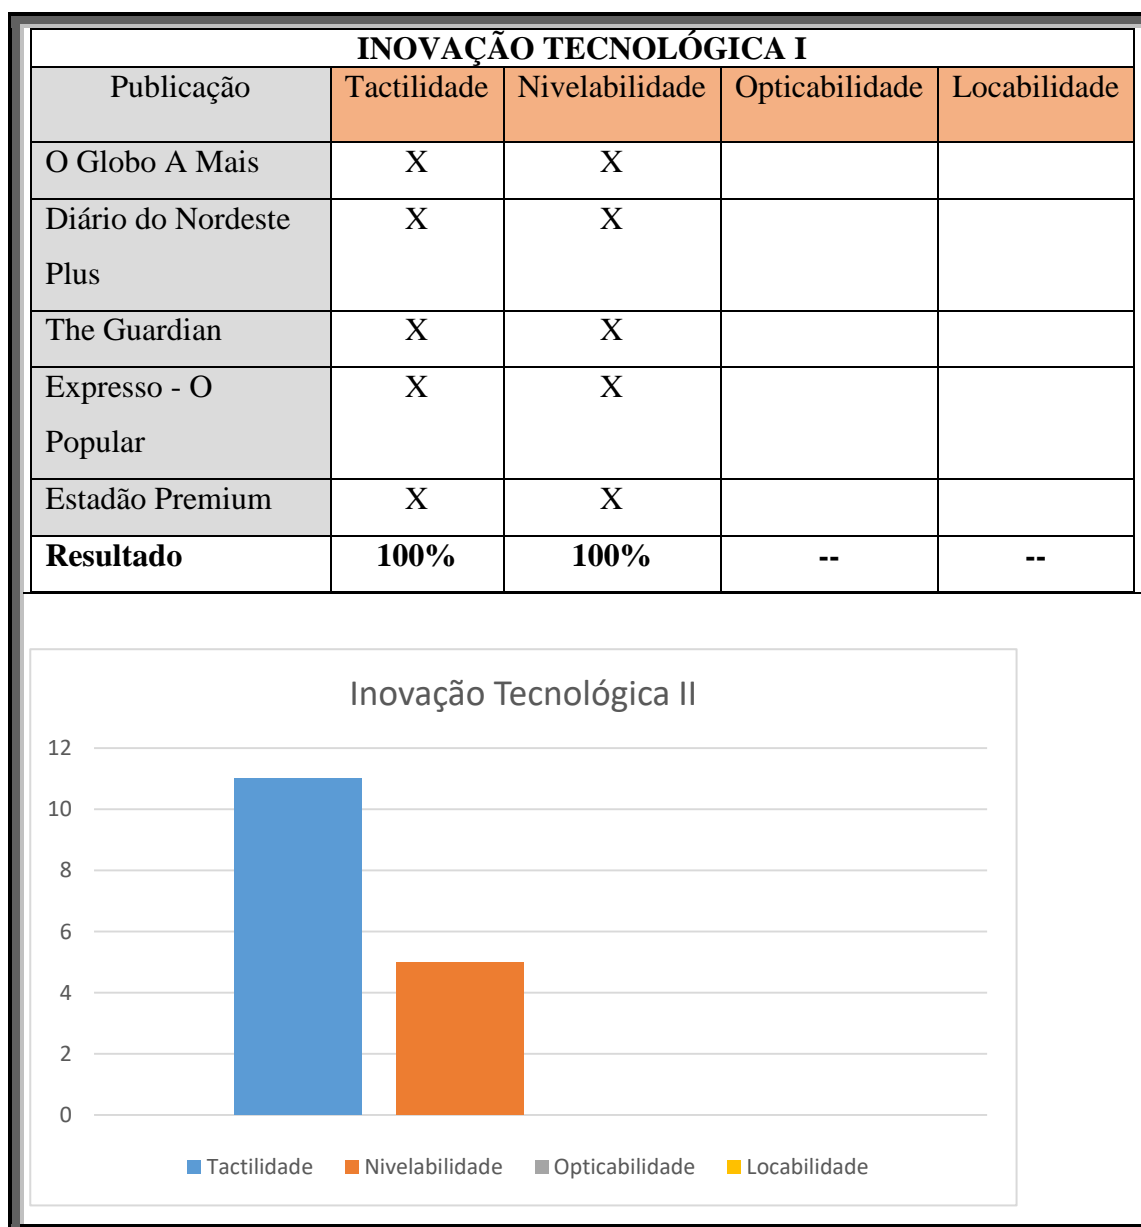 INOVAÇÃO TECNOLÓGICA I
Publicação Tactilidade Nivelabilidade Opticabilidade Locabilidade
O Globo A Mais X X
Diário do Nordeste X X
Plus
The Guardian X X
Expresso - O X X
Popular
Estadão Premium X X
Resultado 100% 100% -- --
Inovação Tecnológica II
12
10
8
6
4
2
0
Tactilidade Nivelabilidade Opticabilidade Locabilidade